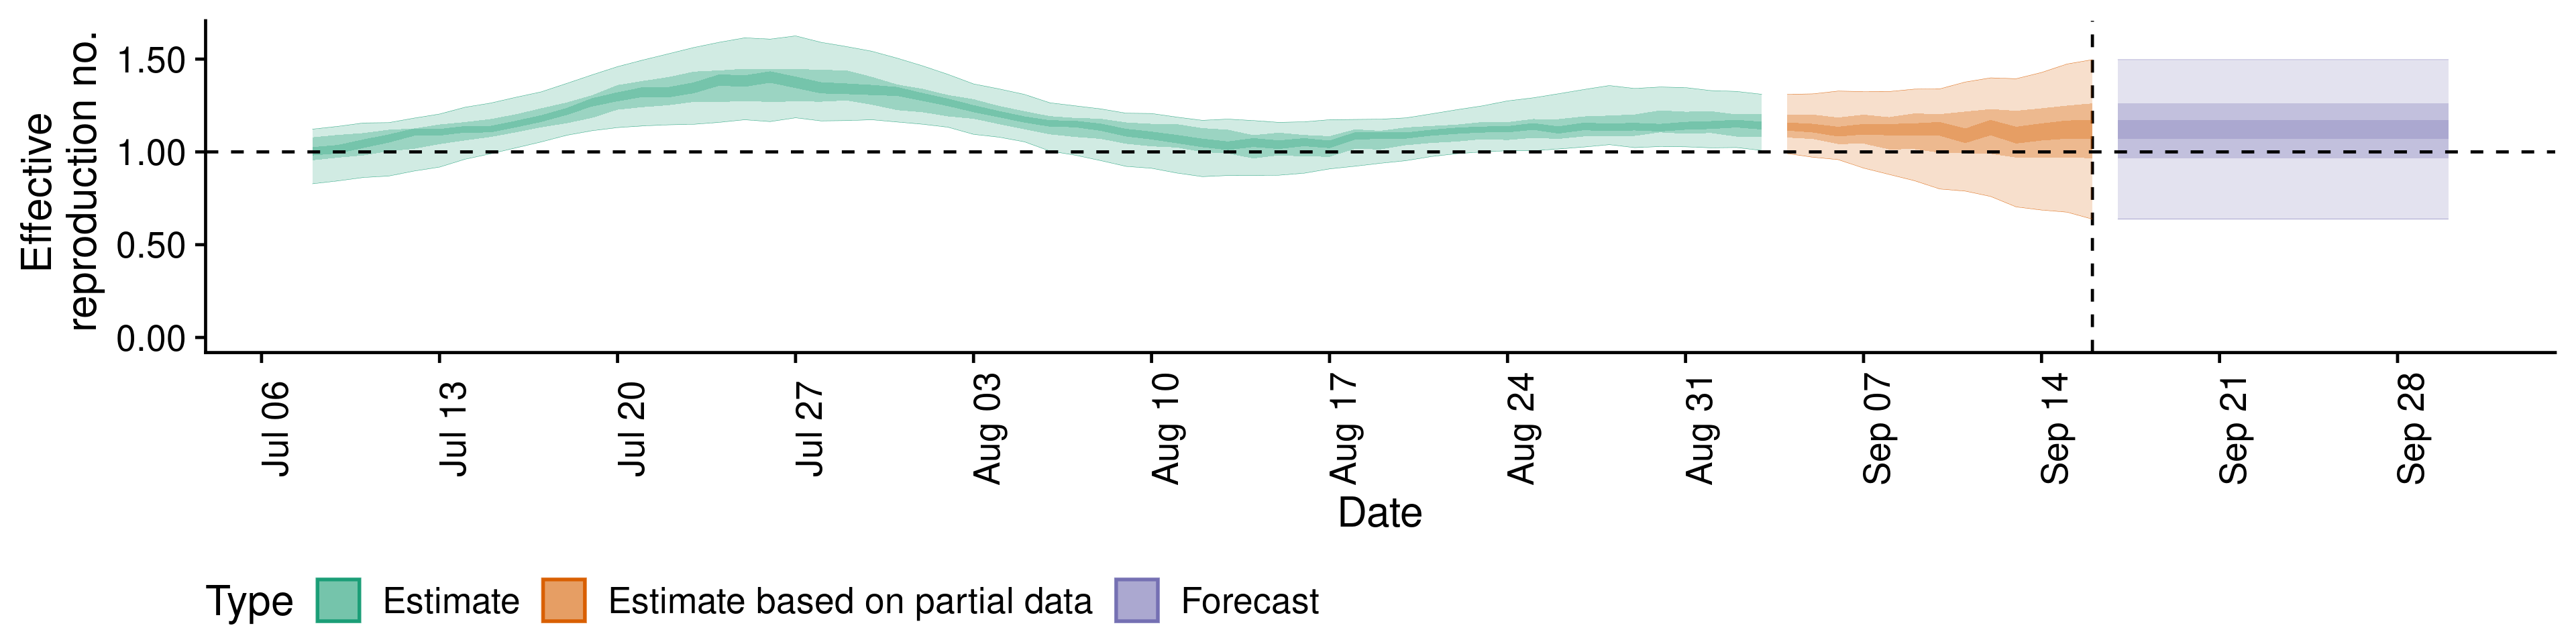 Effective
reproduction no.
1.50
1.00
0.50
0.00
Jul 06
Jul 13
Jul 20
Jul 27
Aug 03
Aug 10
Aug 17
Aug 24
Aug 31
Sep 07
Sep 14
Sep 21
Sep 28
Date
Type Estimate Estimate based on partial data Forecast